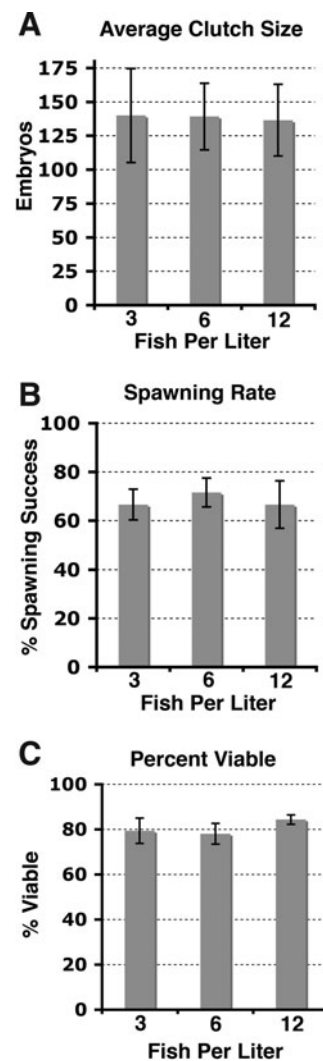 A
Average Clutch Size
Embryos
175
150
125
100
75
50
25
0
3 6 12
Fish Per Liter
B
Spawning Rate
% Spawning Success
100
80
60
40
20
0
3 6 12
Fish Per Liter
C
Percent Viable
% Viable
100
80
60
40
20
0
3 6 12
Fish Per Liter